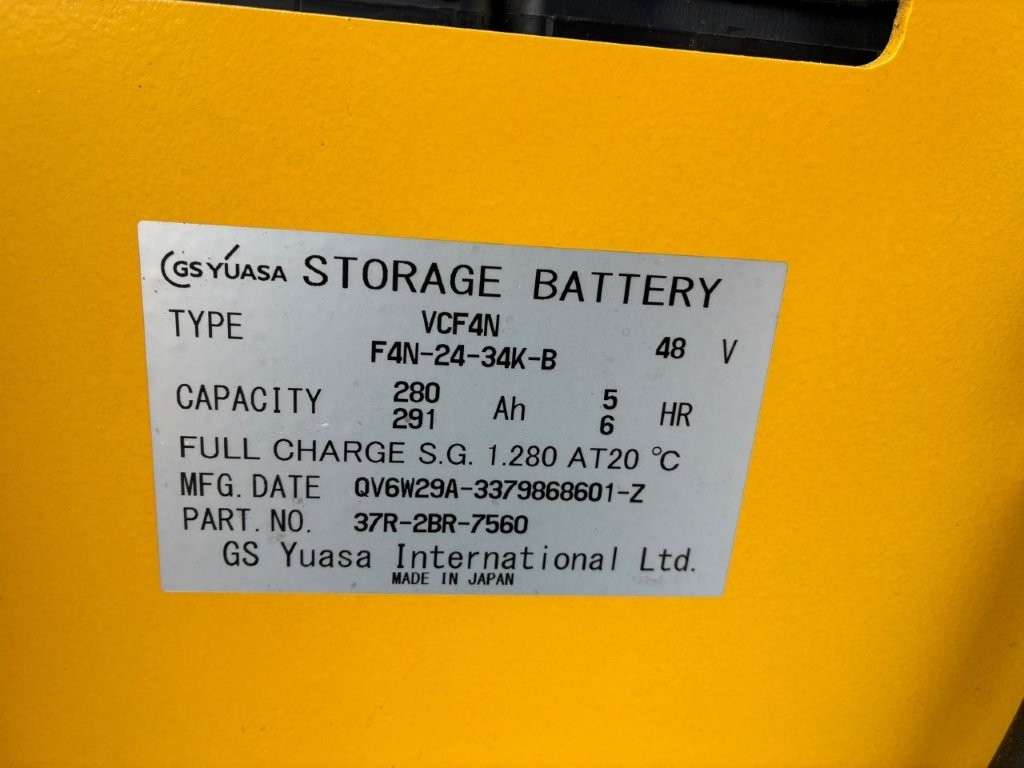 GS YUASA STORAGE BATTERY
TYPE VCF4N
F4N-24-34K-B 48 V
CAPACITY 280 Ah 5 HR
291 6
FULL CHARGE S.G. 1.280 AT20 ℃
MFG. DATE QV6W29A-3379868601-Z
PART. NO. 37R-2BR-7560
GS Yuasa International Ltd.
MADE IN JAPAN